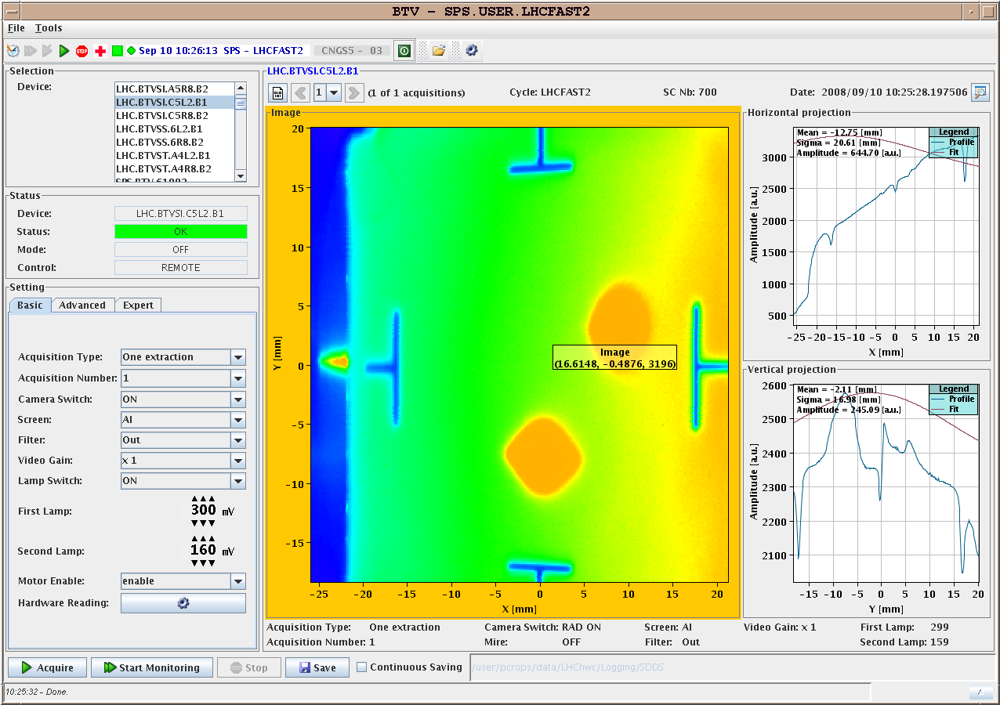 BTV - SPS.USER.LHCFAST2
File Tools
STOP Sep 10 10:26:13 SPS - LHCFAST2 CNGS5 - 03
Selection
Device:
LHC.BTVSI.A5R8.B2
LHC.BTVSI.C5L2.B1
LHC.BTVSI.C5R8.B2
LHC.BTVSS.6L2.B1
LHC.BTVSS.6R8.B2
LHC.BTVST.A4L2.B1
LHC.BTVST.A4R8.B2
Status
Device: LHC.BTVSI.C5L2.B1
Status: OK
Mode: OFF
Control: REMOTE
Setting
Basic Advanced Expert
Acquisition Type: One extraction
Acquisition Number: 1
Camera Switch: ON
Screen: Al
Filter: Out
Video Gain: x 1
Lamp Switch: ON
First Lamp: 300 mV
Second Lamp: 160 mV
Motor Enable: enable
Hardware Reading:
LHC.BTVSI.C5L2.B1
1 (1 of 1 acquisitions) Cycle: LHCFAST2 SC Nb: 700 Date: 2008/09/10 10:25:28.197506
Image
20
15
10
5
0
-5
-10
-15
Y [mm]
Image
(16.6148, -0.4876, 3196)
-25 -20 -15 -10 -5 0 5 10 15 20
X [mm]
Horizontal projection
Mean = -12.75 [mm]
Sigma = 20.61 [mm]
Amplitude = 644.70 [a.u.]
Legend
Profile
Fit
3000
2500
2000
1500
1000
500
Amplitude [a.u.]
-25 -20 -15 -10 -5 0 5 10 15 20
X [mm]
Vertical projection
Mean = -2.11 [mm]
Sigma = 16.98 [mm]
Amplitude = 245.09 [a.u.]
Legend
Profile
Fit
2600
2500
2400
2300
2200
2100
Amplitude [a.u.]
-15 -10 -5 0 5 10 15 20
Y [mm]
Acquisition Type: One extraction Camera Switch: RAD ON Screen: Al Video Gain: x 1 First Lamp: 299
Acquisition Number: 1 Mire: OFF Filter: Out Second Lamp: 159
Acquire Start Monitoring STOP Stop Save Continuous Saving /user/pcrops/data/LHChwc/Logging/SDDS
10:25:32 - Done.